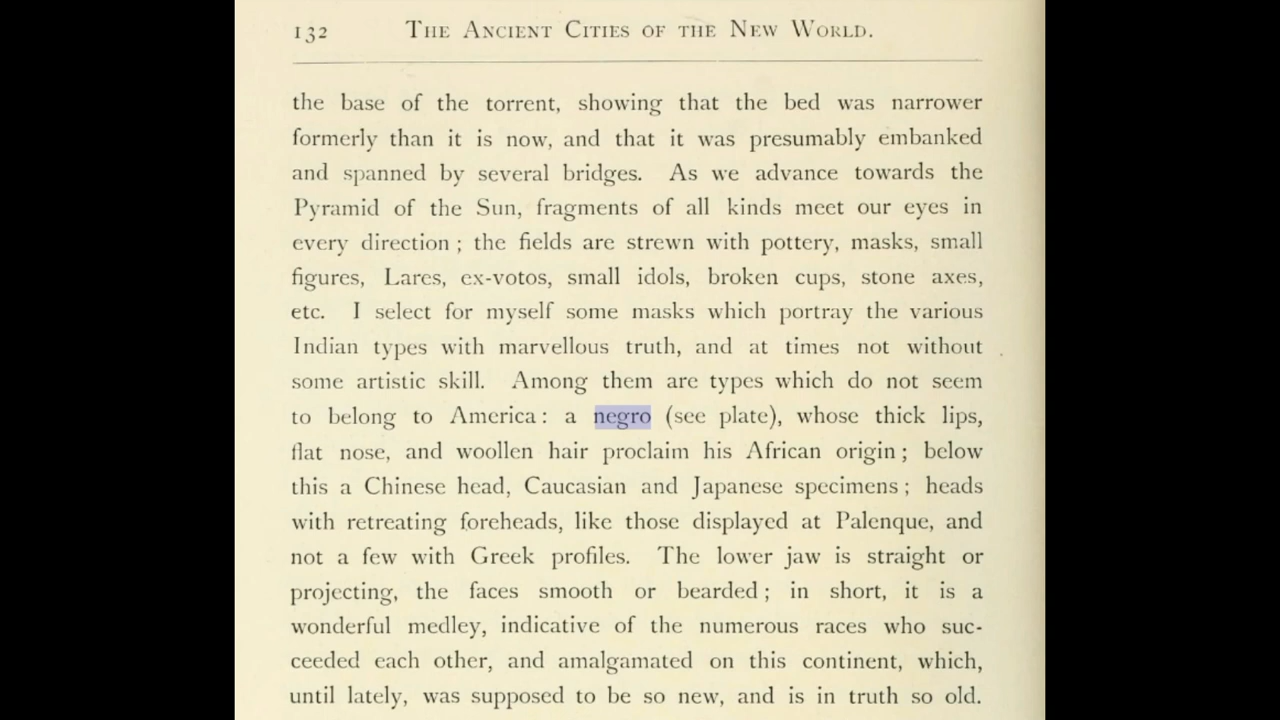 132 THE ANCIENT CITIES OF THE NEW WORLD.
the base of the torrent, showing that the bed was narrower
formerly than it is now, and that it was presumably embanked
and spanned by several bridges. As we advance towards the
Pyramid of the Sun, fragments of all kinds meet our eyes in
every direction ; the fields are strewn with pottery, masks, small
figures, Lares, ex-votos, small idols, broken cups, stone axes,
etc. I select for myself some masks which portray the various
Indian types with marvellous truth, and at times not without
some artistic skill. Among them are types which do not seem
to belong to America : a negro (see plate), whose thick lips,
flat nose, and woollen hair proclaim his African origin ; below
this a Chinese head, Caucasian and Japanese specimens ; heads
with retreating foreheads, like those displayed at Palenque, and
not a few with Greek profiles. The lower jaw is straight or
projecting, the faces smooth or bearded ; in short, it is a
wonderful medley, indicative of the numerous races who suc-
ceeded each other, and amalgamated on this continent, which,
until lately, was supposed to be so new, and is in truth so old.